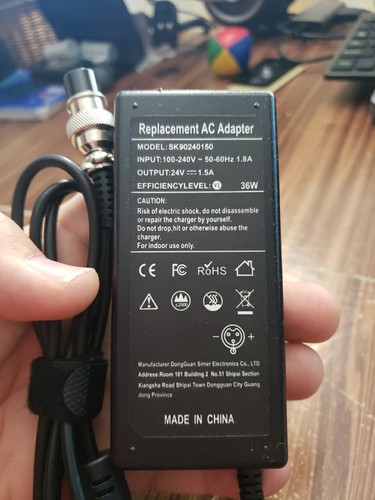 Replacement AC Adapter
MODEL:SK90240150
INPUT:100-240V ~ 50-60Hz 1.8A
OUTPUT:24V ⎓ 1.5A
EFFICIENCYLEVEL: VI 36W
CAUTION:
Risk of electric shock, do not disassemble
or repair the charger by yourself.
Do not drop,hit or otherwise abuse the
charger.
For indoor use only.
CE FC RoHS
≤2000
- +
Manufacturer:DongGuan Simer Electronics Co., LTD
Address:Room 101 Building 2 No.51 Shipai Section
Xiangsha Road Shipai Town Dongguan City Guang
dong Province
MADE IN CHINA